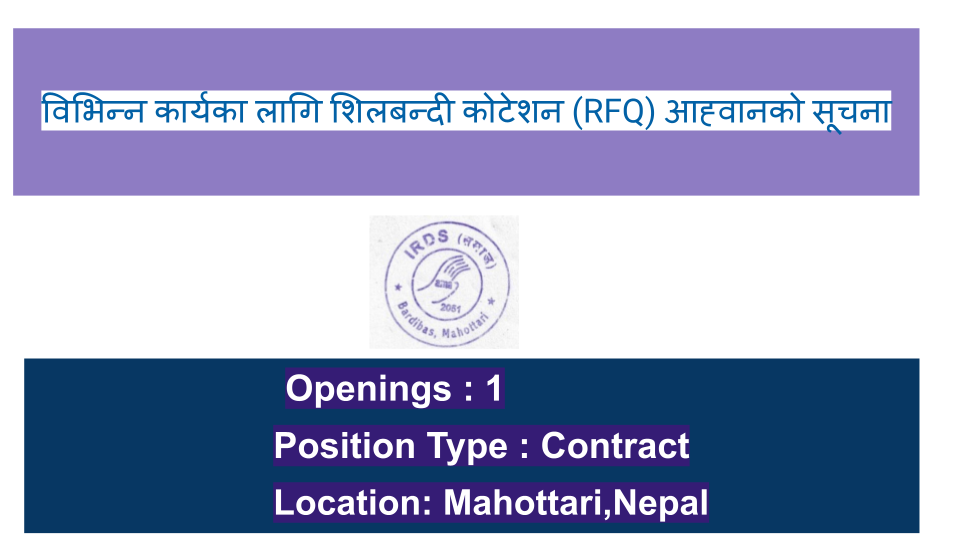 विभिन्न कार्यका लागि शिलबन्दी कोटेशन (RFQ) आह्वानको सूचना
IRDS (समाज)
2061
Bardibas, Mahottari
Openings : 1
Position Type : Contract
Location: Mahottari,Nepal